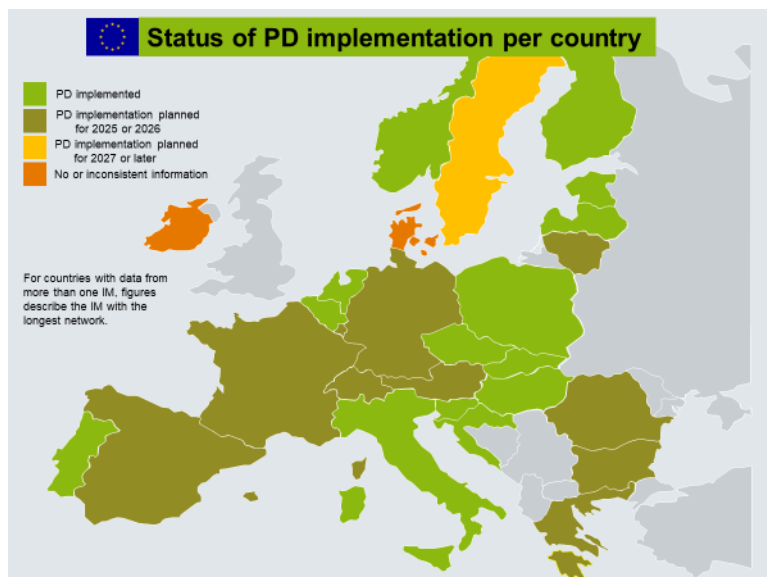 Status of PD implementation per country
PD implemented
PD implementation planned
for 2025 or 2026
PD implementation planned
for 2027 or later
No or inconsistent information
For countries with data from
more than one IM, figures
describe the IM with the
longest network.